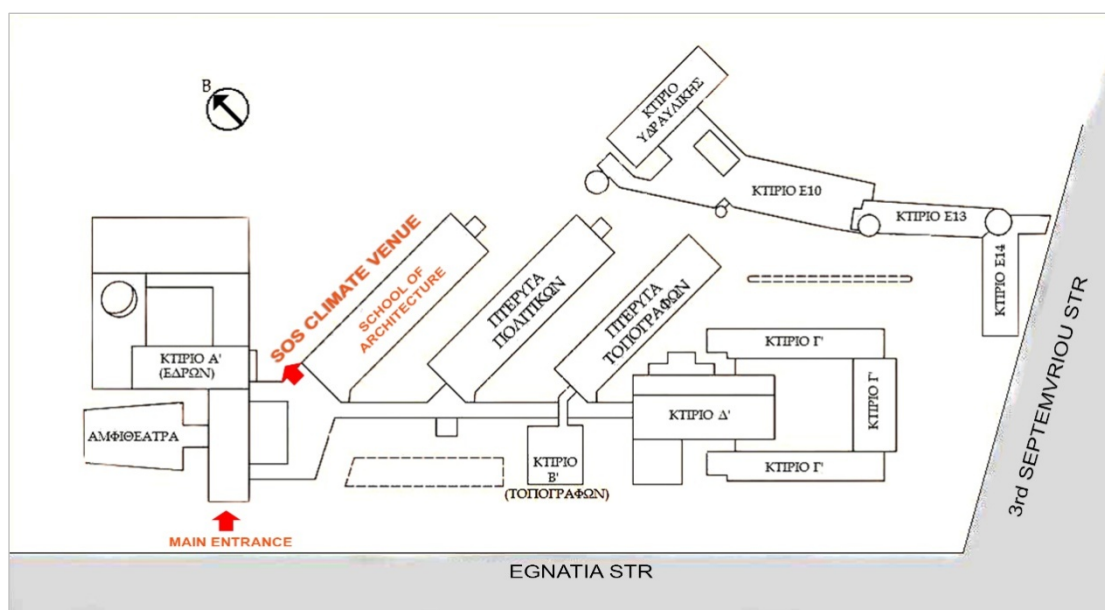 Β
ΚΤΙΡΙΟ
ΥΔΡΑΥΛΙΚΗΣ
ΚΤΙΡΙΟ Ε10
ΚΤΙΡΙΟ Ε13
ΚΤΙΡΙΟ Ε14
SOS CLIMATE VENUE
SCHOOL OF
ARCHITECTURE
ΠΤΕΡΥΓΑ
ΠΟΛΙΤΙΚΩΝ
ΠΤΕΡΥΓΑ
ΤΟΠΟΓΡΑΦΩΝ
ΚΤΙΡΙΟ Α'
(ΕΔΡΩΝ)
ΚΤΙΡΙΟ Γ'
ΚΤΙΡΙΟ Γ'
ΚΤΙΡΙΟ Δ'
ΑΜΦΙΘΕΑΤΡΑ
ΚΤΙΡΙΟ
Β'
(ΤΟΠΟΓΡΑΦΩΝ)
ΚΤΙΡΙΟ Γ'
3rd SEPTEMVRIOU STR
MAIN ENTRANCE
EGNATIA STR